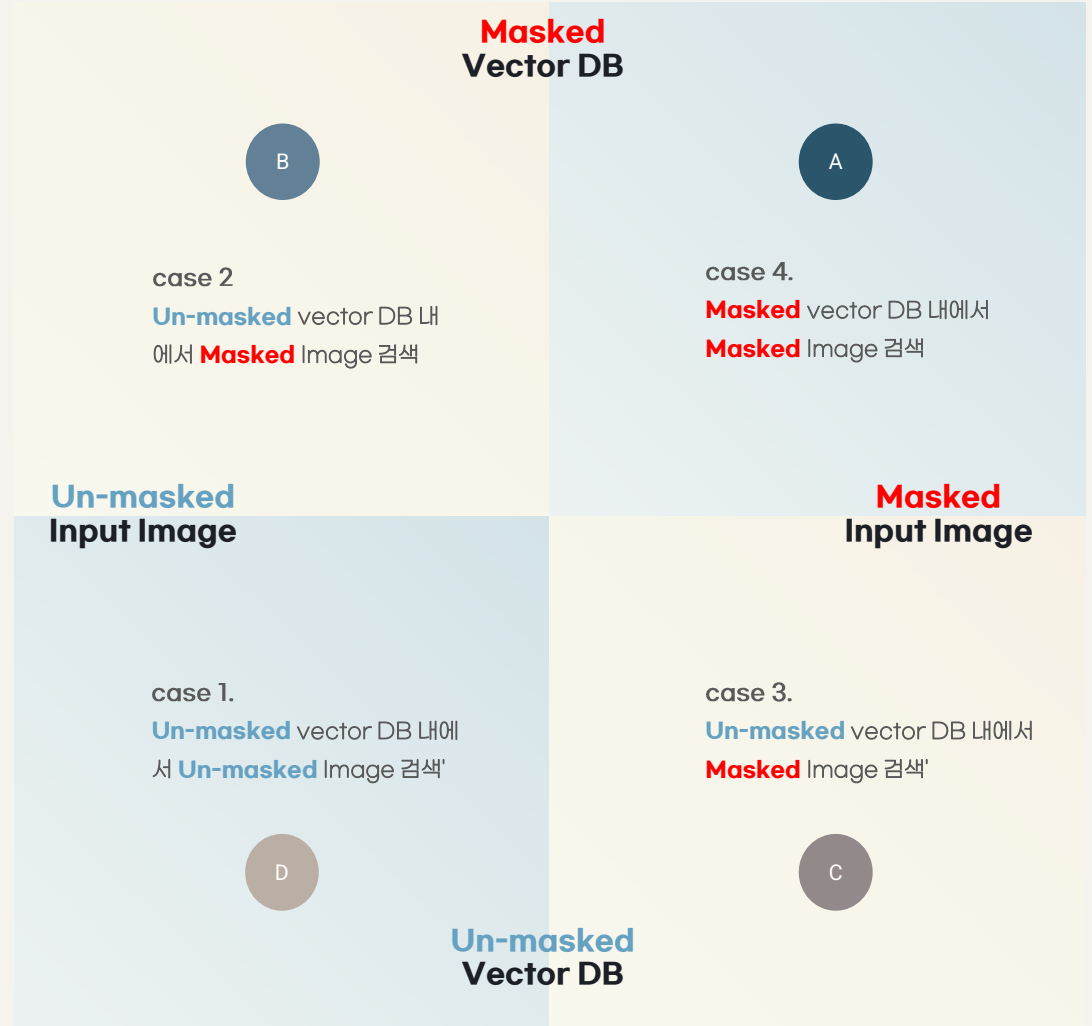 Masked
Vector DB
B
A
case 2
Un-masked vector DB 내
에서 Masked Image 검색
case 4.
Masked vector DB 내에서
Masked Image 검색
Un-masked
Input Image
Masked
Input Image
case 1.
Un-masked vector DB 내에
서 Un-masked Image 검색'
case 3.
Un-masked vector DB 내에서
Masked Image 검색'
D
C
Un-masked
Vector DB